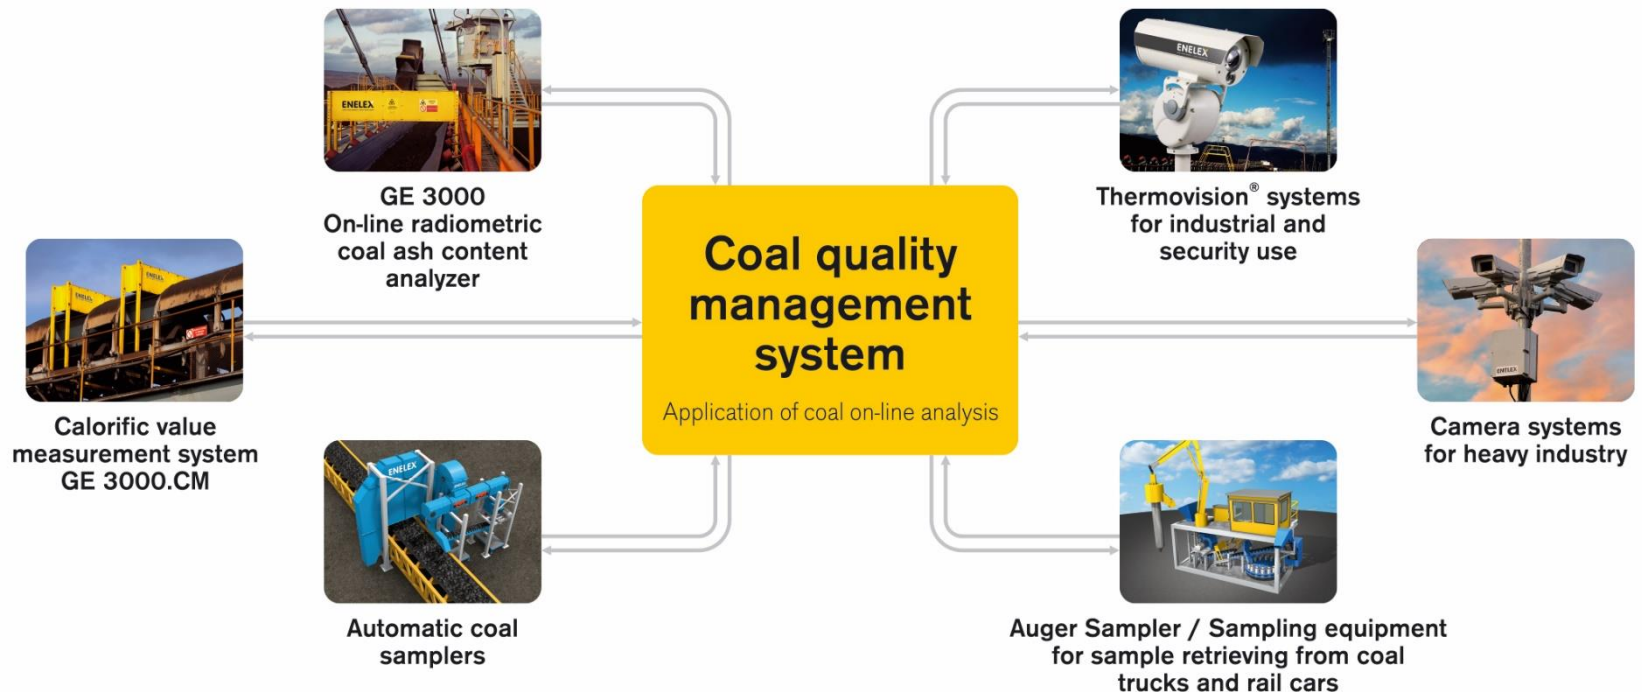 ENELEX
GE 3000
On-line radiometric
coal ash content
analyzer
ENELEX
Thermovision® systems
for industrial and
security use
ENELEX
ENELEX
Calorific value
measurement system
GE 3000.CM
Coal quality
management
system
Application of coal on-line analysis
ENELEX
Camera systems
for heavy industry
ENELEX
Automatic coal
samplers
Auger Sampler / Sampling equipment
for sample retrieving from coal
trucks and rail cars